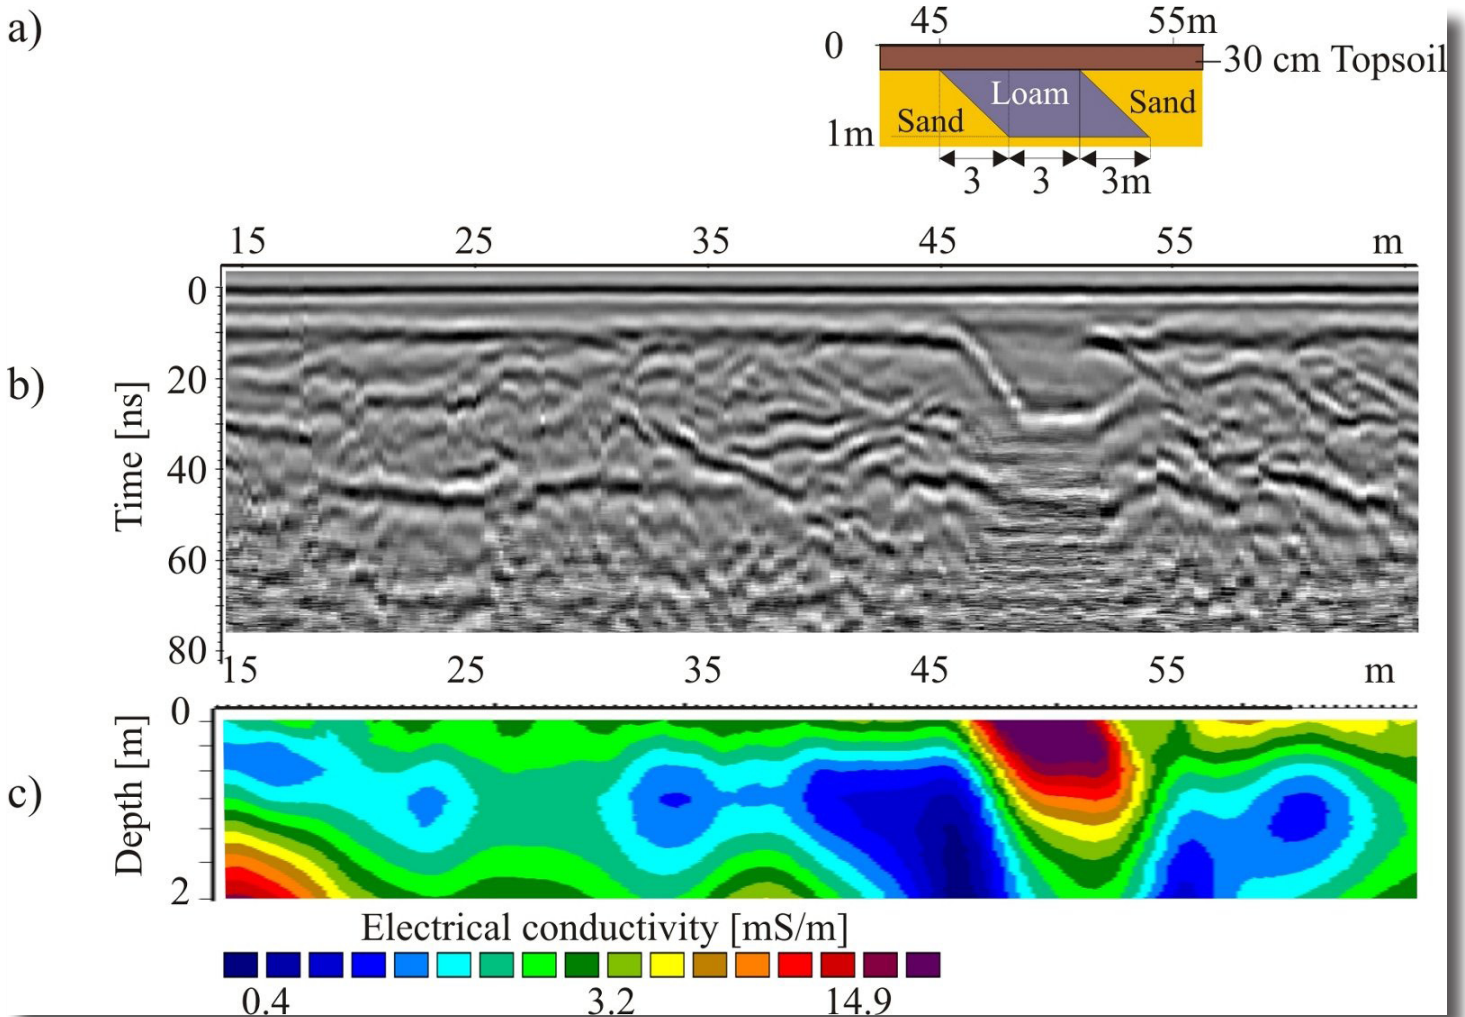 a)
45 55m
0
30 cm Topsoil
Loam
Sand
Sand
1m
3 3 3m
15 25 35 45 55 m
b)
Time [ns]
0
20
40
60
80
15 25 35 45 55 m
c)
Depth [m]
0
2
Electrical conductivity [mS/m]
0.4 3.2 14.9